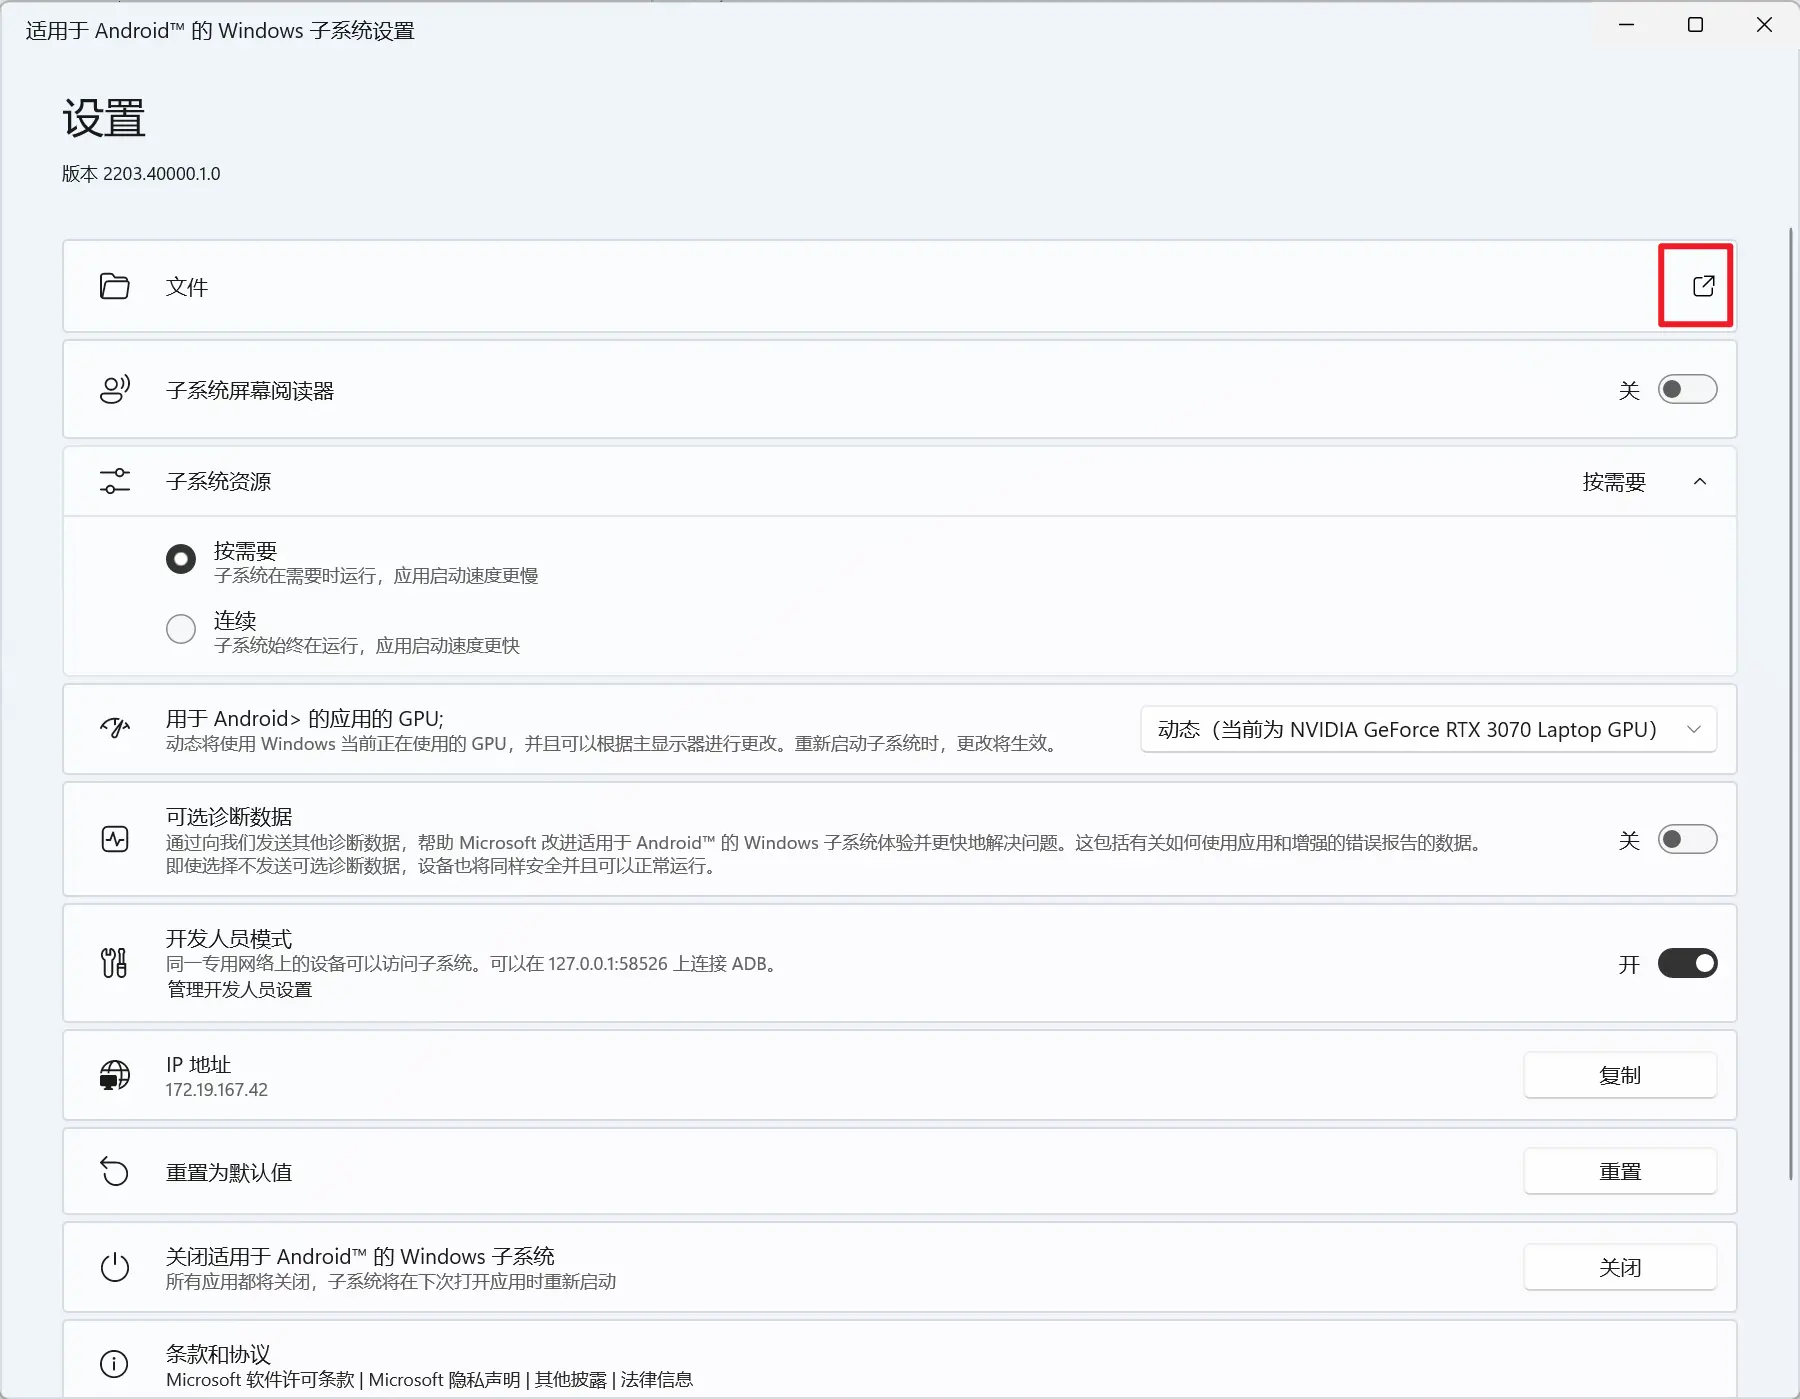 适用于 Android™ 的 Windows 子系统设置
设置
版本 2203.40000.1.0
文件
子系统屏幕阅读器
关
子系统资源
按需要
按需要
子系统在需要时运行，应用启动速度更慢
连续
子系统始终在运行，应用启动速度更快
用于 Android> 的应用的 GPU;
动态将使用 Windows 当前正在使用的 GPU，并且可以根据主显示器进行更改。重新启动子系统时，更改将生效。
动态（当前为 NVIDIA GeForce RTX 3070 Laptop GPU）
可选诊断数据
通过向我们发送其他诊断数据，帮助 Microsoft 改进适用于 Android™ 的 Windows 子系统体验并更快地解决问题。这包括有关如何使用应用和增强的错误报告的数据。
即使选择不发送可选诊断数据，设备也将同样安全并且可以正常运行。
关
开发人员模式
同一专用网络上的设备可以访问子系统。可以在 127.0.0.1:58526 上连接 ADB。
管理开发人员设置
开
IP 地址
172.19.167.42
复制
重置为默认值
重置
关闭适用于 Android™ 的 Windows 子系统
所有应用都将关闭，子系统将在下次打开应用时重新启动
关闭
条款和协议
Microsoft 软件许可条款 | Microsoft 隐私声明 | 其他披露 | 法律信息